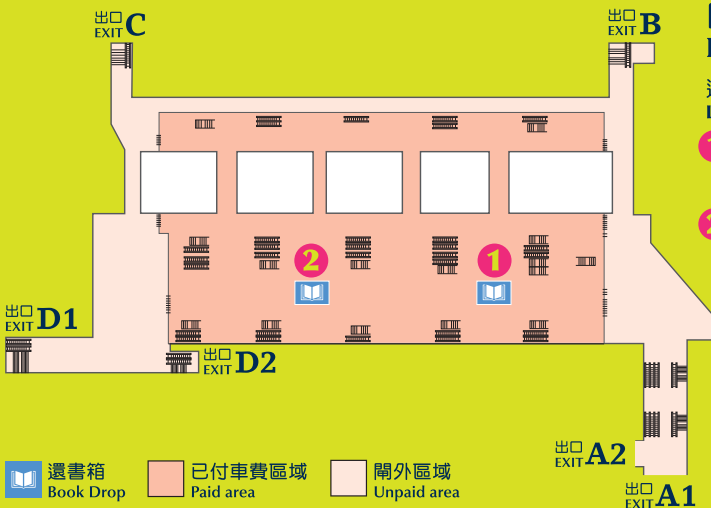 出口
EXIT C
出口
EXIT B
1
2
2
1
出口
EXIT D1
出口
EXIT D2
還書箱
Book Drop
已付車費區域
Paid area
閘外區域
Unpaid area
出口
EXIT A2
出口
EXIT A1